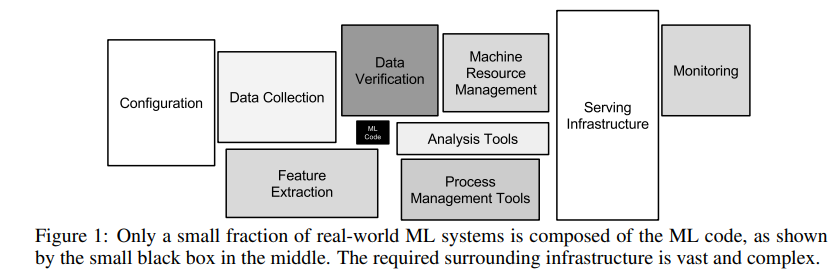 Configuration
Data Collection
Data
Verification
Machine
Resource
Management
Monitoring
Serving
Infrastructure
ML
Code
Analysis Tools
Feature
Extraction
Process
Management Tools
Figure 1: Only a small fraction of real-world ML systems is composed of the ML code, as shown
by the small black box in the middle. The required surrounding infrastructure is vast and complex.